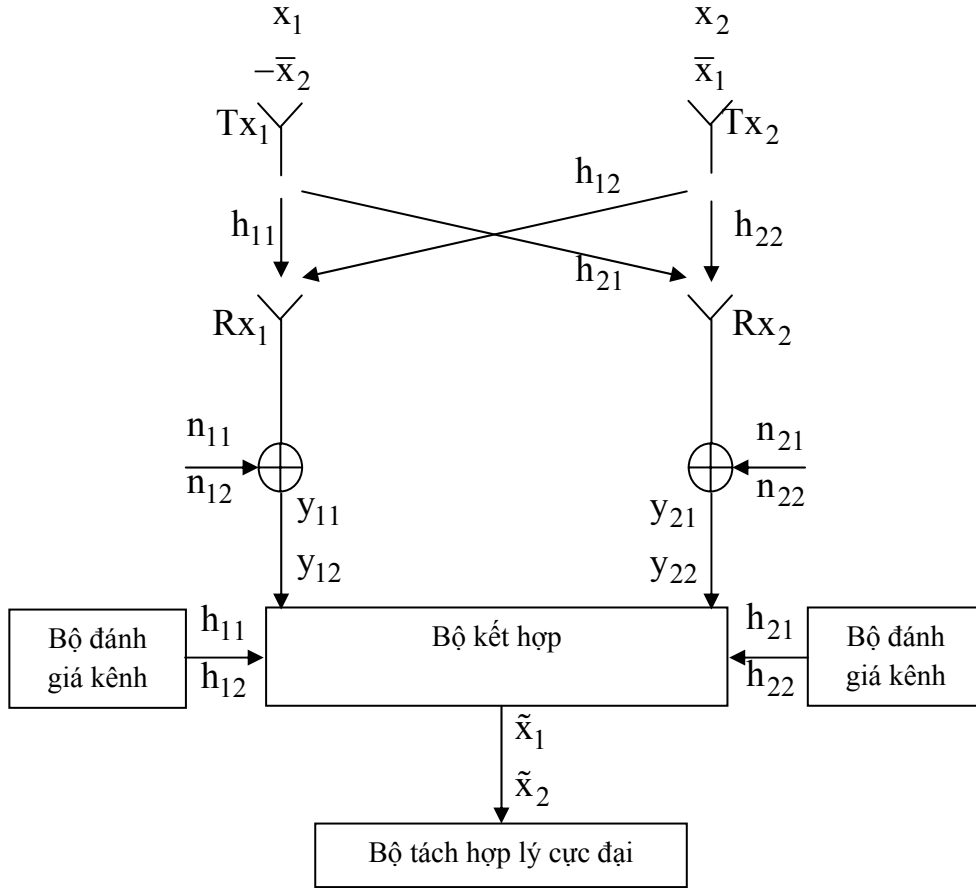 x₁ x₂
−x̅₂ x̅₁
Tx₁ Tx₂
h₁₂
h₁₁ h₂₂
h₂₁
Rx₁ Rx₂
n₁₁ n₂₁
n₁₂ n₂₂
y₁₁ y₂₁
y₁₂ y₂₂
Bộ đánh giá kênh
h₁₁
h₁₂
Bộ kết hợp
h₂₁
h₂₂
Bộ đánh
giá kênh
x̃₁
x̃₂
Bộ tách hợp lý cực đại